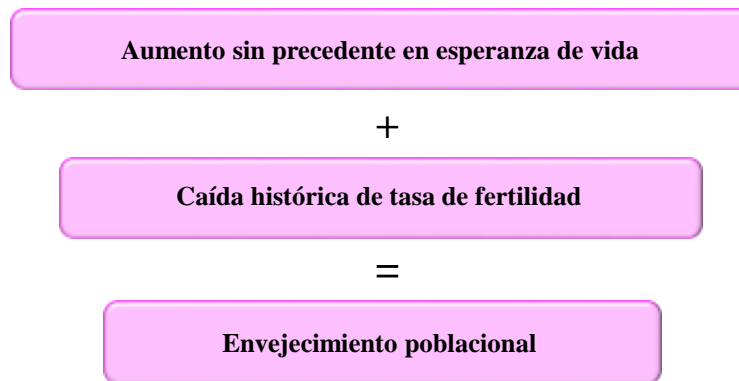 Aumento sin precedente en esperanza de vida
+
Caída histórica de tasa de fertilidad
=
Envejecimiento poblacional